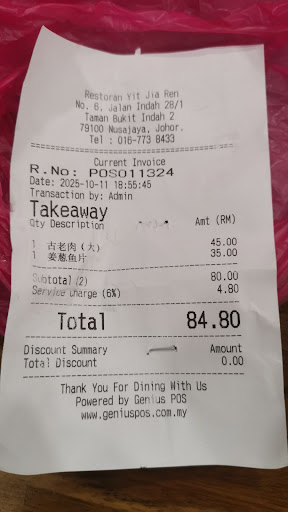 Restoran Yit Jia Ren
No. 6, Jalan Indah 28/1
Taman Bukit Indah 2
79100 Nusajaya, Johor.
Tel : 016-773 8433
Current Invoice
R.No: POS011324
Date: 2025-10-11 18:55:45
Transaction by: Admin
Takeaway
Qty Description Amt (RM)
1 古老肉(大) 45.00
1 姜葱鱼片 35.00
Subtotal (2) 80.00
Service Charge (6%) 4.80
Total 84.80
Discount Summary Amount
Total Discount 0.00
Thank You For Dining With Us
Powered by Genius POS
www.geniuspos.com.my